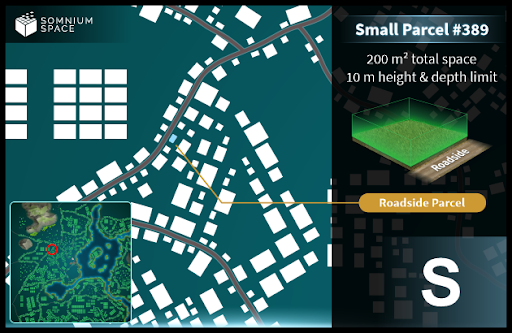 SOMNIUM
SPACE
Small Parcel #389
200 m² total space
10 m height & depth limit
Roadside
Roadside Parcel
S